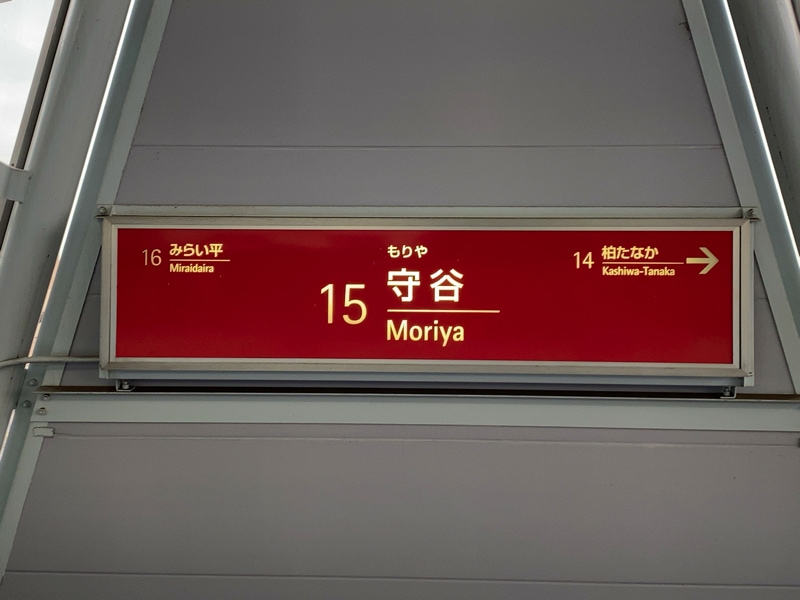 16 みらい平
Miraidaira
もりや
15 守谷
Moriya
14 柏たなか
Kashiwa-Tanaka